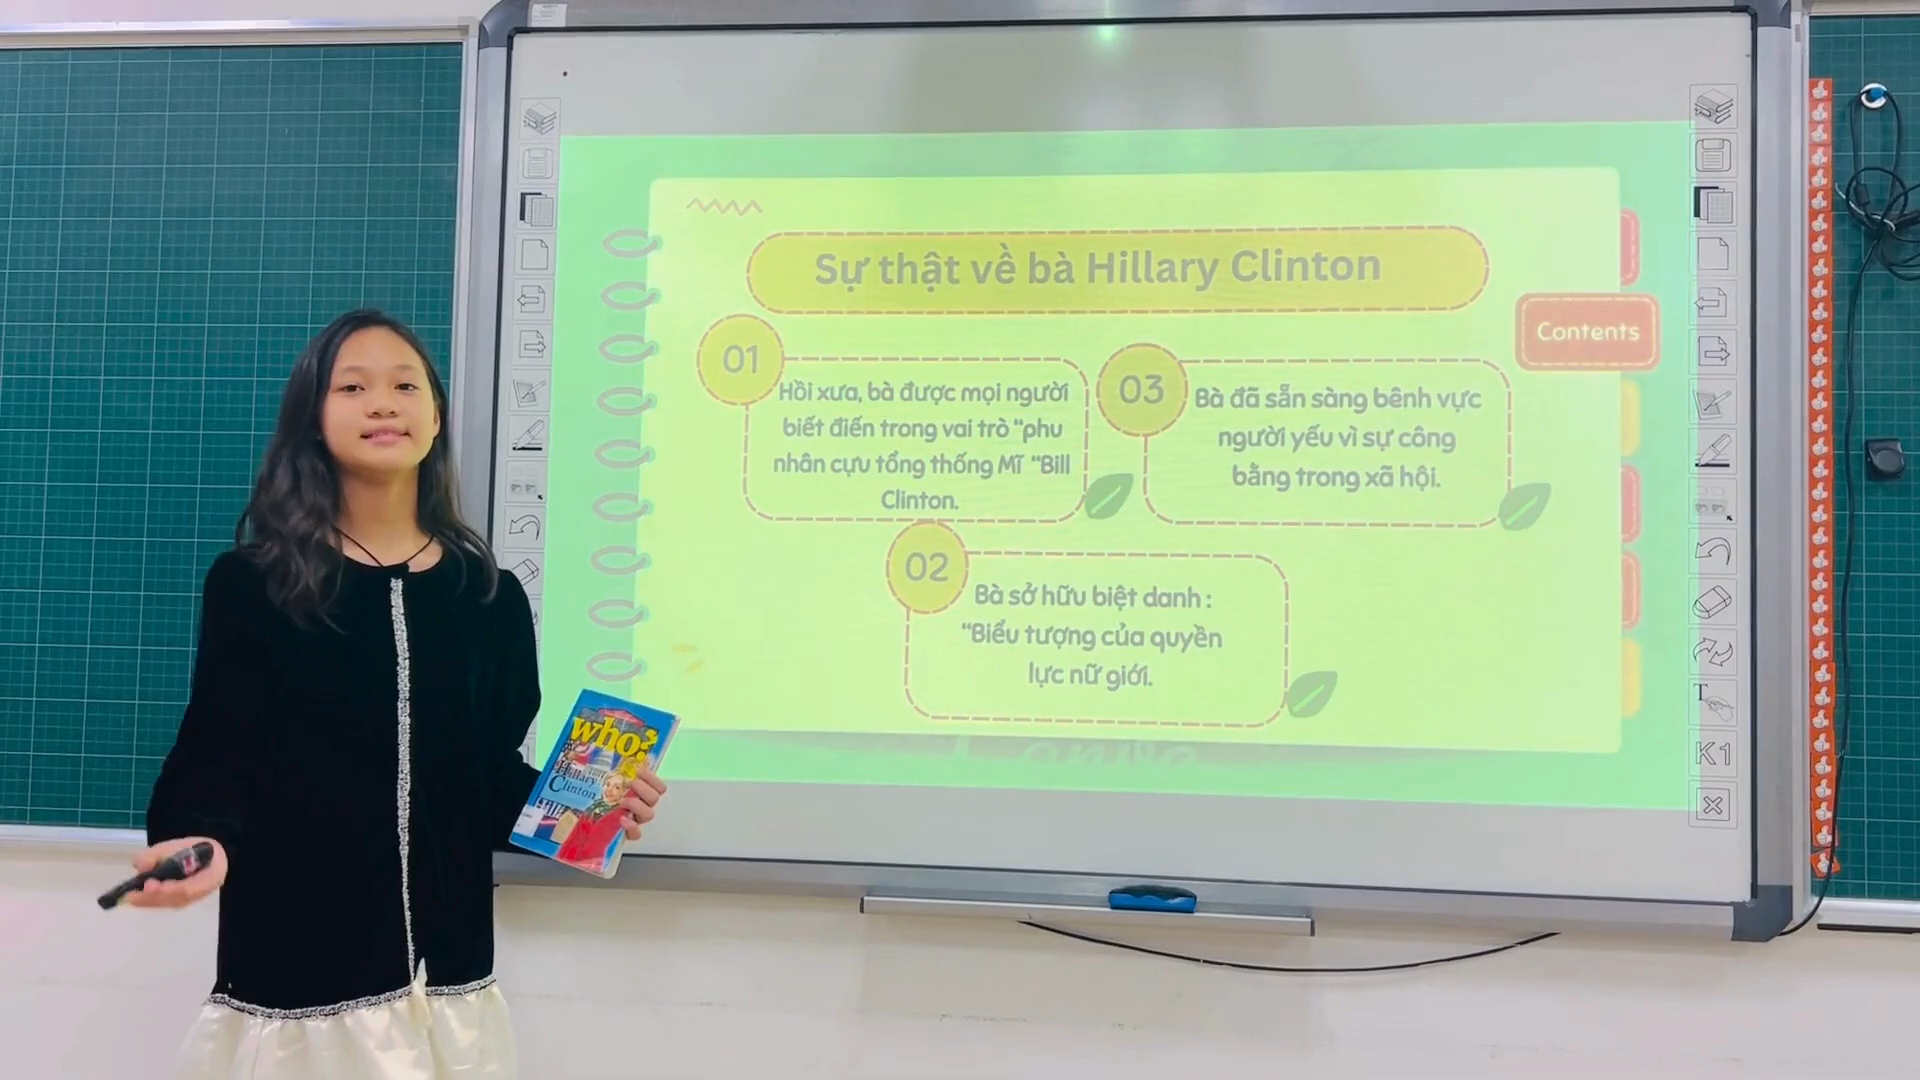 Sự thật về bà Hillary Clinton
Contents
01
Hồi xưa, bà được mọi người
biết điến trong vai trò “phu
nhân cựu tổng thống Mĩ “Bill
Clinton.
02
Bà sở hữu biệt danh :
“Biểu tượng của quyền
lực nữ giới.
03
Bà đã sẵn sàng bênh vực
người yếu vì sự công
bằng trong xã hội.
who?
Hillary
Clinton
T
K1